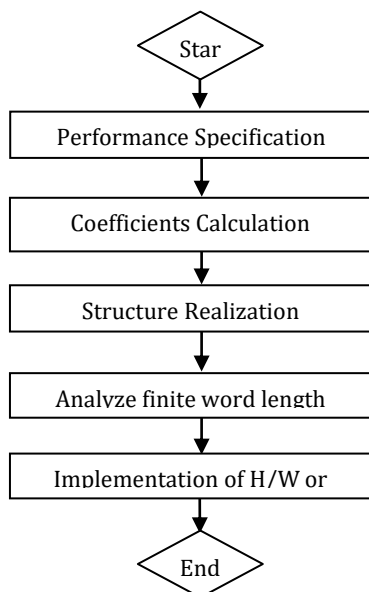 Star
Performance Specification
Coefficients Calculation
Structure Realization
Analyze finite word length
Implementation of H/W or
End